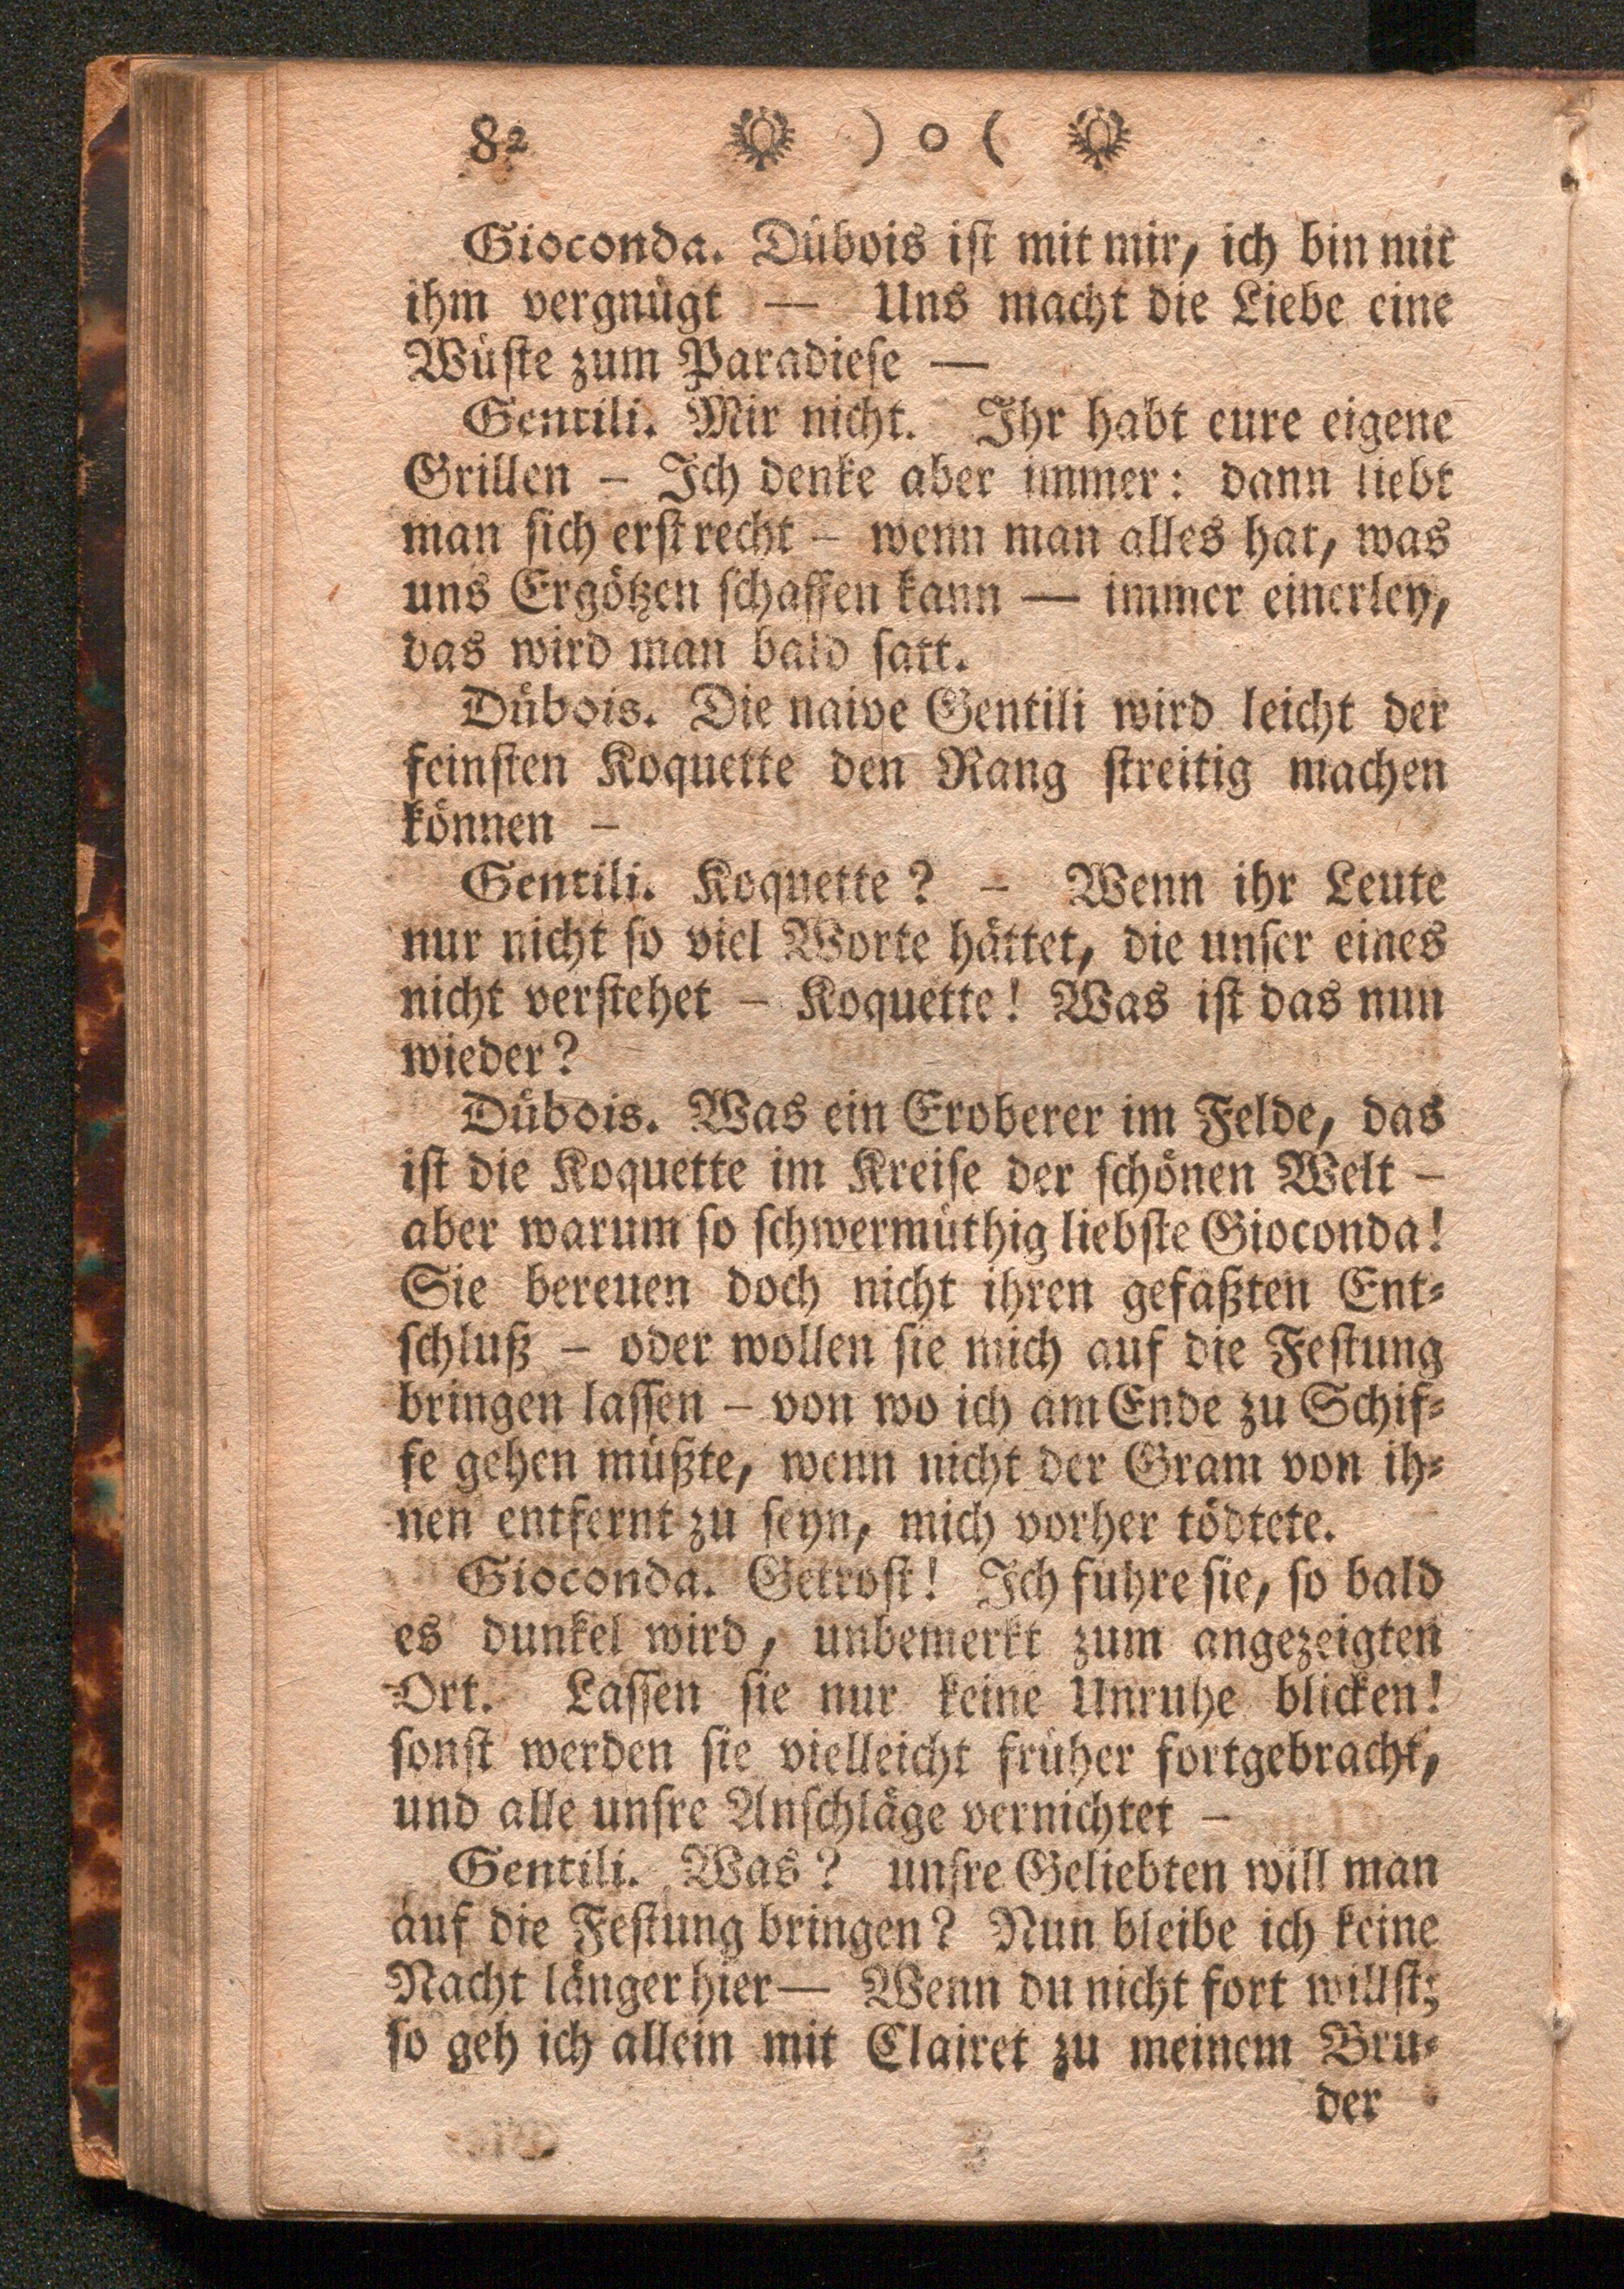 82 ) o (
Gioconda. Dübois ist mit mir, ich bin mit
ihm vergnügt — Uns macht die Liebe eine
Wüste zum Paradiese —
Gentili. Mir nicht. Ihr habt eure eigene
Grillen – Ich denke aber immer: dann liebt
man sich erst recht – wenn man alles hat, was
uns Ergötzen schaffen kann — immer einerley,
das wird man bald satt.
Dübois. Die naive Gentili wird leicht der
feinsten Koquette den Rang streitig machen
können –
Gentili. Koquette? – Wenn ihr Leute
nur nicht so viel Worte hättet, die unser eines
nicht verstehet – Koquette! Was ist das nun
wieder?
Dübois. Was ein Eroberer im Felde, das
ist die Koquette im Kreise der schönen Welt –
aber warum so schwermüthig liebste Gioconda!
Sie bereuen doch nicht ihren gefaßten Ent-
schluß – oder wollen sie mich auf die Festung
bringen lassen – von wo ich am Ende zu Schif-
fe gehen müßte, wenn nicht der Gram von ih-
nen entfernt zu seyn, mich vorher tödtete.
Gioconda. Getrost! Ich führe sie, so bald
es dunkel wird, unbemerkt zum angezeigten
Ort. Lassen sie nur keine Unruhe blicken!
sonst werden sie vielleicht früher fortgebracht,
und alle unsre Anschläge vernichtet –
Gentili. Was? unsre Geliebten will man
auf die Festung bringen? Nun bleibe ich keine
Nacht länger hier — Wenn du nicht fort willst;
so geh ich allein mit Clairet zu meinem Bru-
der